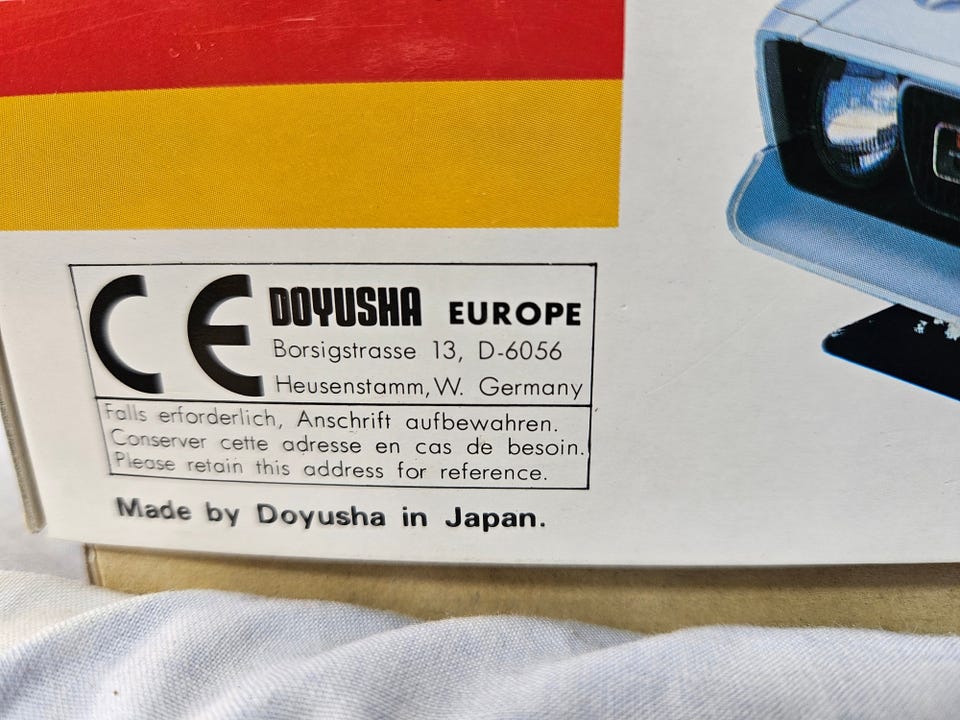 CE DOYUSHA EUROPE
Borsigstrasse 13, D-6056
Heusenstamm, W. Germany
Falls erforderlich, Anschrift aufbewahren.
Conserver cette adresse en cas de besoin.
Please retain this address for reference.
Made by Doyusha in Japan.